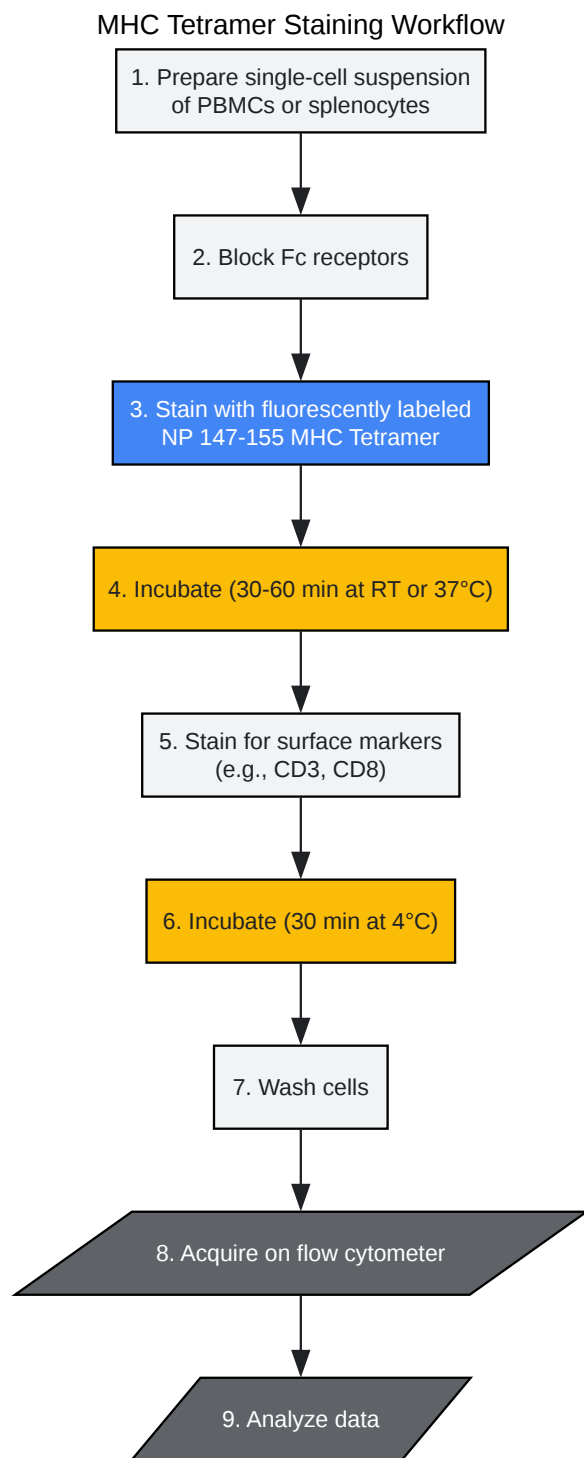 MHC Tetramer Staining Workflow
1. Prepare single-cell suspension
of PBMCs or splenocytes
2. Block Fc receptors
3. Stain with fluorescently labeled
NP 147-155 MHC Tetramer
4. Incubate (30-60 min at RT or 37°C)
5. Stain for surface markers
(e.g., CD3, CD8)
6. Incubate (30 min at 4°C)
7. Wash cells
8. Acquire on flow cytometer
9. Analyze data